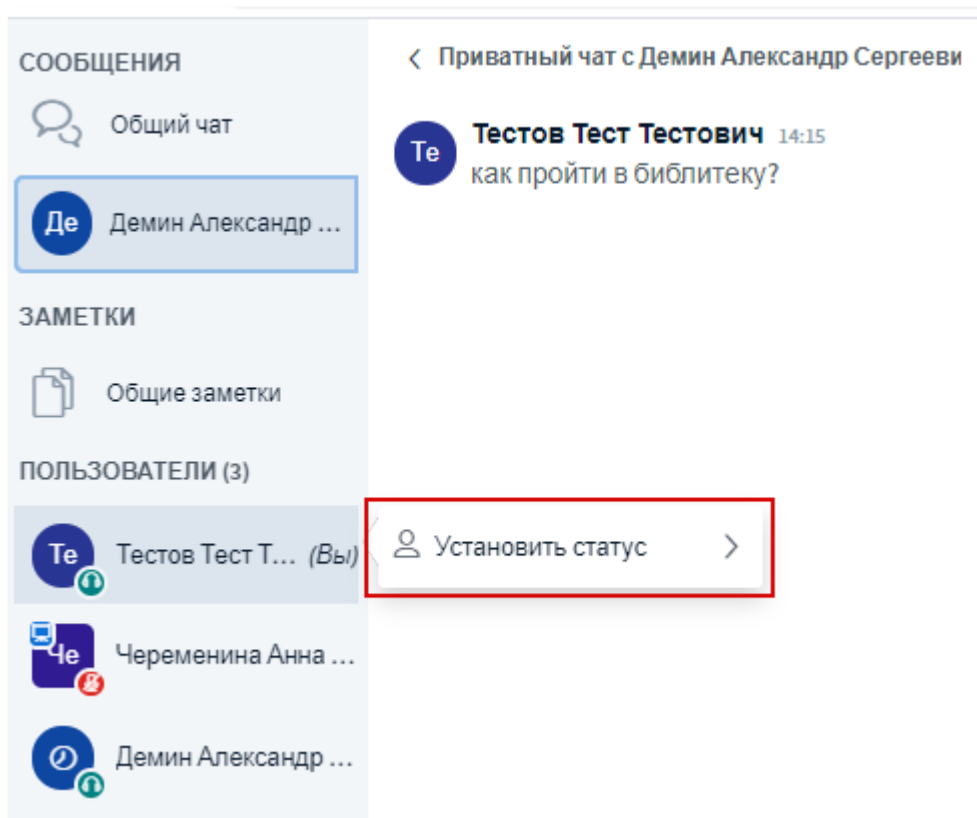 СООБЩЕНИЯ
Общий чат
Де
Демин Александр ...
ЗАМЕТКИ
Общие заметки
ПОЛЬЗОВАТЕЛИ (3)
Те
Тестов Тест Т... (Вы)
Че
Череменина Анна ...
Демин Александр ...
Приватный чат с Демин Александр Сергееви
Те
Тестов Тест Тестович 14:15
как пройти в библитеку?
Установить статус